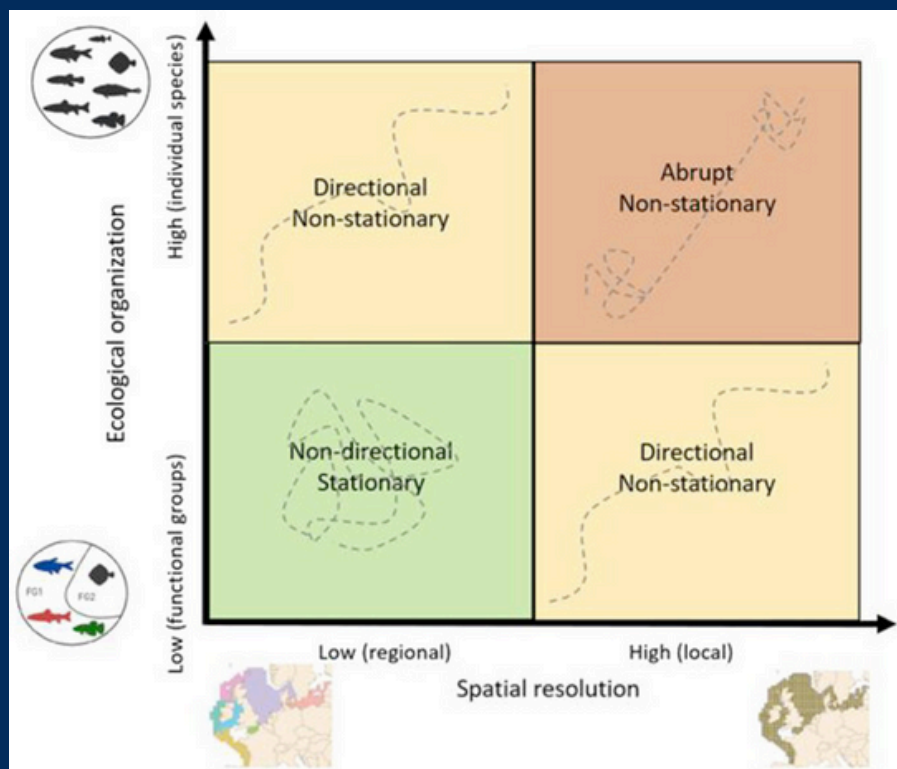 Ecological organization
High (individual species)
Low (functional groups)
Directional
Non-stationary
Abrupt
Non-stationary
Non-directional
Stationary
Directional
Non-stationary
FG1
FG2
Low (regional)
High (local)
Spatial resolution